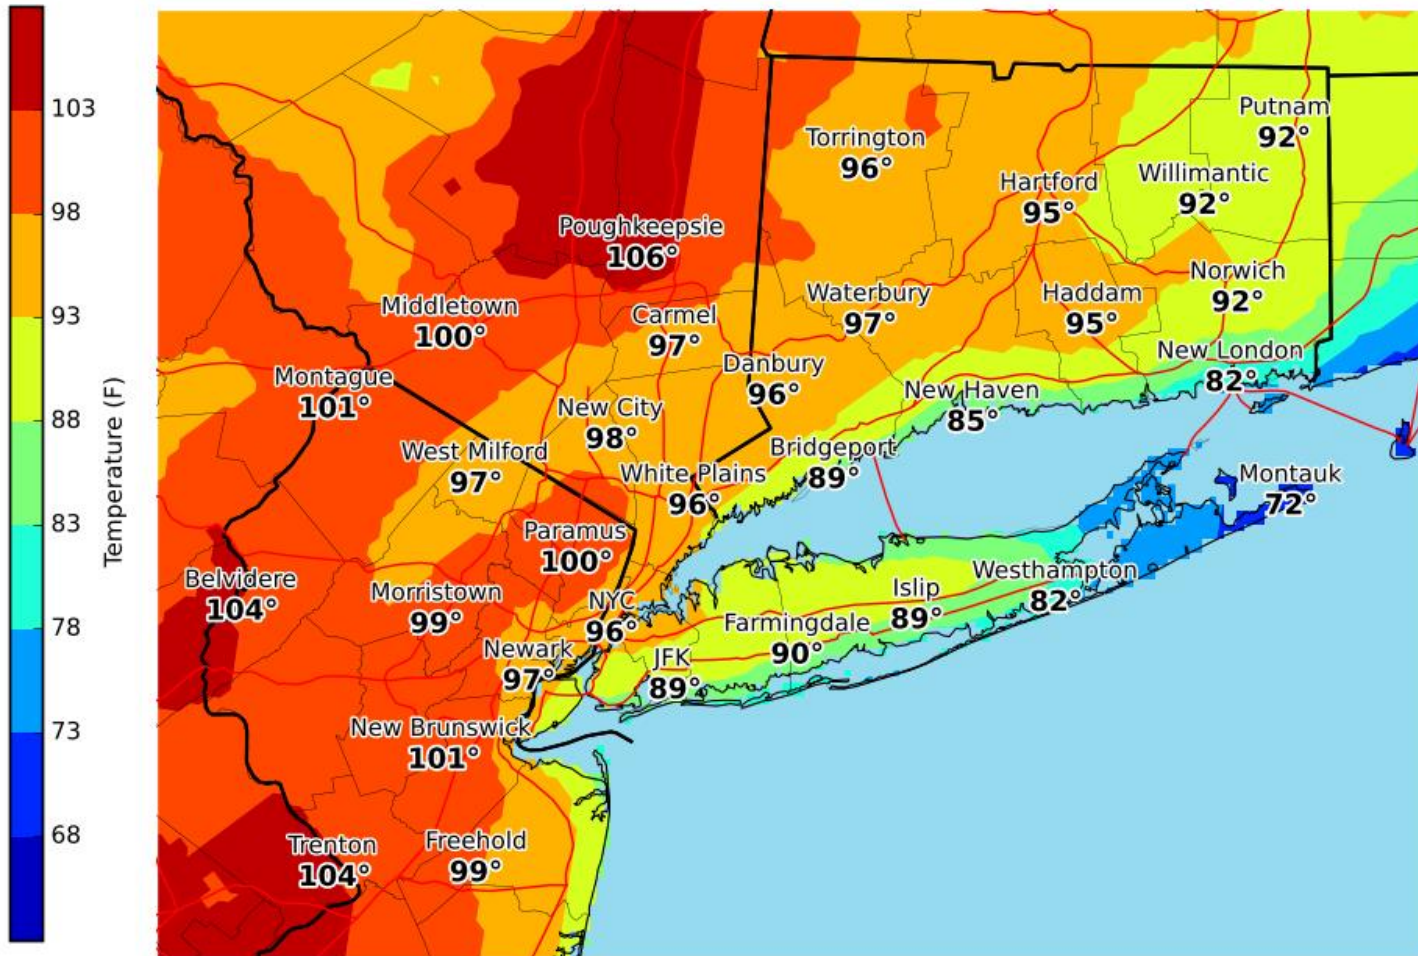 103
98
93
88
83
78
73
68
Temperature (F)
Putnam
92°
Torrington
96°
Willimantic
92°
Hartford
95°
Poughkeepsie
106°
Norwich
92°
Middletown
100°
Carmel
97°
Waterbury
97°
Haddam
95°
New London
82°
Danbury
96°
Montague
101°
New Haven
85°
New City
98°
West Milford
97°
Bridgeport
89°
White Plains
96°
Montauk
72°
Paramus
100°
Belvidere
104°
Morristown
99°
NYC
96°
Islip
89°
Westhampton
82°
Farmingdale
90°
Newark
97°
JFK
89°
New Brunswick
101°
Trenton
104°
Freehold
99°